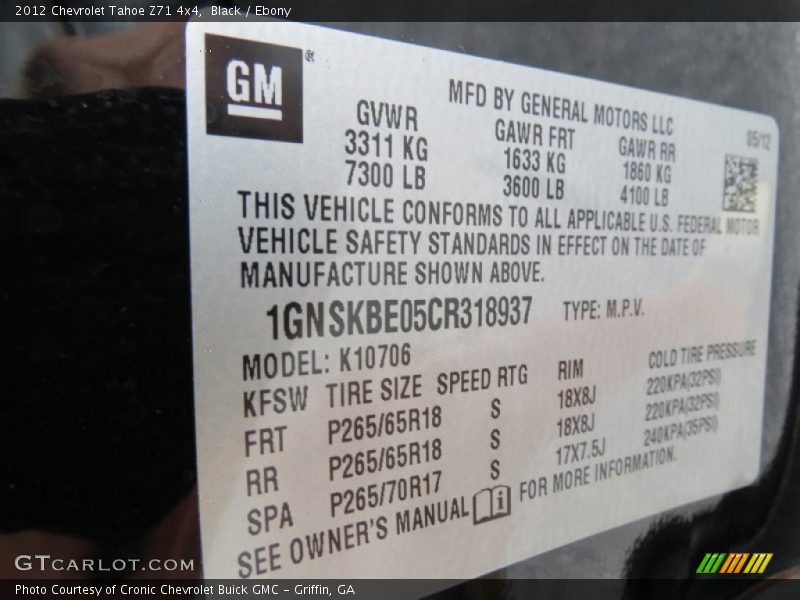 2012 Chevrolet Tahoe Z71 4x4, Black / Ebony
GM®
MFD BY GENERAL MOTORS LLC
05/12
GVWR GAWR FRT GAWR RR
3311 KG 1633 KG 1860 KG
7300 LB 3600 LB 4100 LB
THIS VEHICLE CONFORMS TO ALL APPLICABLE U.S. FEDERAL MOTOR
VEHICLE SAFETY STANDARDS IN EFFECT ON THE DATE OF
MANUFACTURE SHOWN ABOVE.
1GNSKBE05CR318937 TYPE: M.P.V.
MODEL: K10706
KFSW TIRE SIZE SPEED RTG RIM COLD TIRE PRESSURE
FRT P265/65R18 S 18X8J 220KPA(32PSI)
RR P265/65R18 S 18X8J 220KPA(32PSI)
SPA P265/70R17 S 17X7.5J 240KPA(35PSI)
SEE OWNER'S MANUAL i FOR MORE INFORMATION.
GTCARLOT.COM
Photo Courtesy of Cronic Chevrolet Buick GMC – Griffin, GA